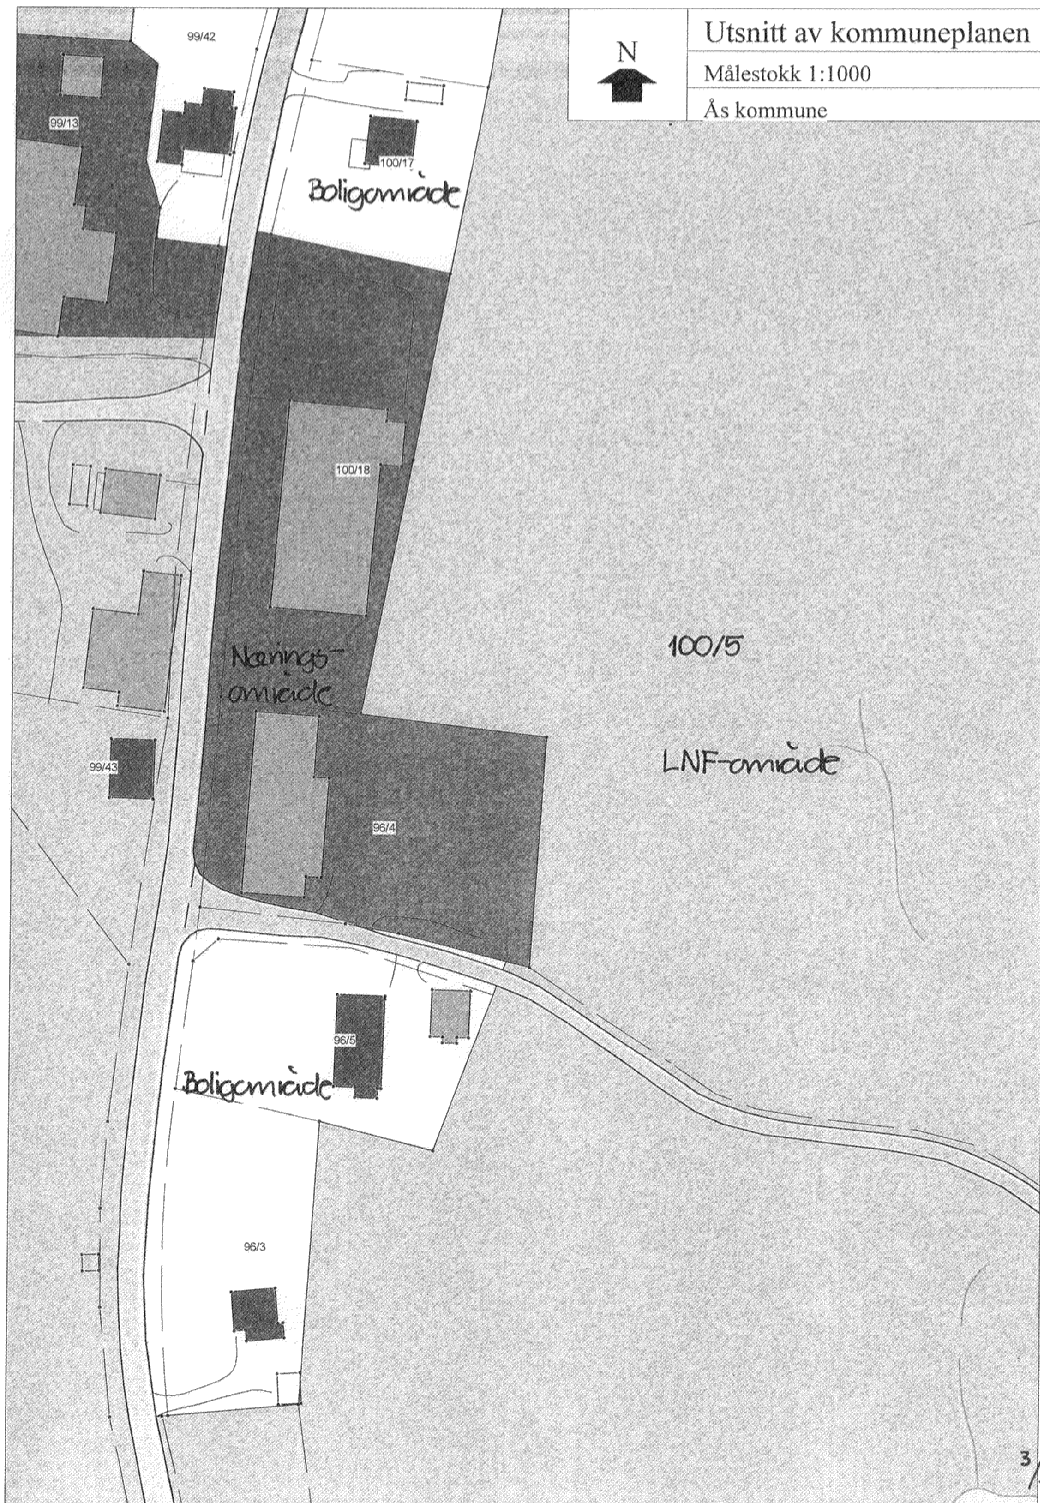 Utsnitt av kommuneplanen
N
Målestokk 1:1000
Ås kommune
99/42
99/13
100/17
Boligområde
100/18
Nærings-
område
100/5
LNF-område
99/43
96/4
96/5
Boligområde
96/3
3/